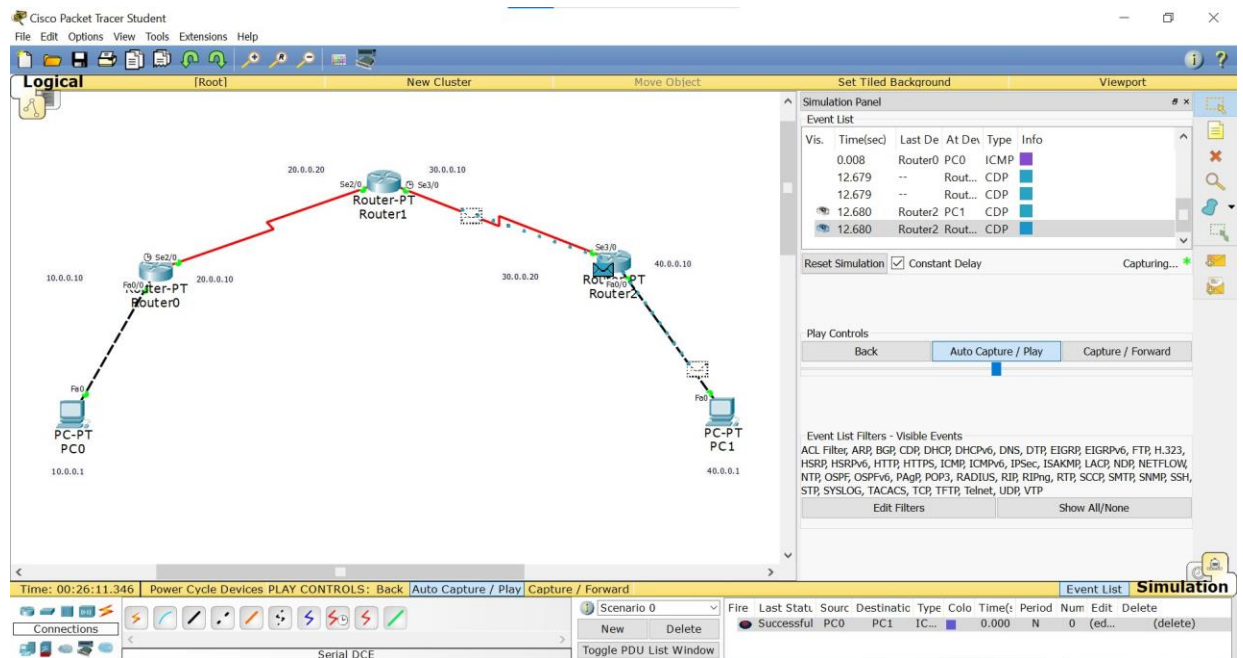 Cisco Packet Tracer Student
File Edit Options View Tools Extensions Help
Logical [Root] New Cluster Move Object Set Tiled Background Viewport
Simulation Panel
Event List
Vis. Time(sec) Last De At Dev Type Info
0.008 Router0 PC0 ICMP
12.679 -- Rout... CDP
12.679 -- Rout... CDP
12.680 Router2 PC1 CDP
12.680 Router2 Rout... CDP
Reset Simulation Constant Delay Capturing... *
Play Controls
Back Auto Capture / Play Capture / Forward
Event List Filters - Visible Events
ACL Filter, ARP, BGP, CDP, DHCP, DHCPv6, DNS, DTP, EIGRP, EIGRPv6, FTP, H.323,
HSRP, HSRPv6, HTTP, HTTPS, ICMP, ICMPv6, IPSec, ISAKMP, LACP, NDP, NETFLOW,
NTP, OSPF, OSPFv6, PAgP, POP3, RADIUS, RIP, RIPng, RTP, SCCP, SMTP, SNMP, SSH,
STP, SYSLOG, TACACS, TCP, TFTP, Telnet, UDP, VTP
Edit Filters Show All/None
20.0.0.20 30.0.0.10
Se2/0 Se3/0
Router-PT
Router1
Se2/0
10.0.0.10 20.0.0.10
Fa0/0 Router-PT
Router0
Se3/0
40.0.0.10
30.0.0.20
Router-PT
Fa0/0
Router2
Fa0
PC-PT
PC0
10.0.0.1
Fa0
PC-PT
PC1
40.0.0.1
Time: 00:26:11.346 Power Cycle Devices PLAY CONTROLS: Back Auto Capture / Play Capture / Forward Event List Simulation
Connections
Serial DCE
Scenario 0
New Delete
Toggle PDU List Window
Fire Last Statu Sourc Destinatic Type Colo Time(s Period Num Edit Delete
Successful PC0 PC1 IC... 0.000 N 0 (ed... (delete)